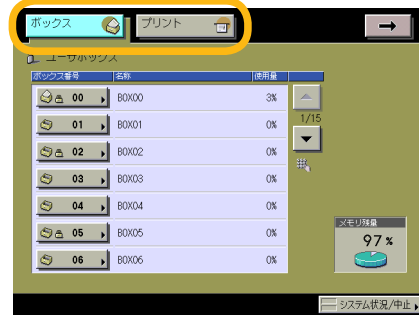 ボックス プリント
ユーザボックス
ボックス番号 名称 使用量
00 BOX00 3%
01 BOX01 0%
1/15
02 BOX02 0%
03 BOX03 0%
04 BOX04 0%
05 BOX05 0%
06 BOX06 0%
メモリ残量
97%
システム状況/中止